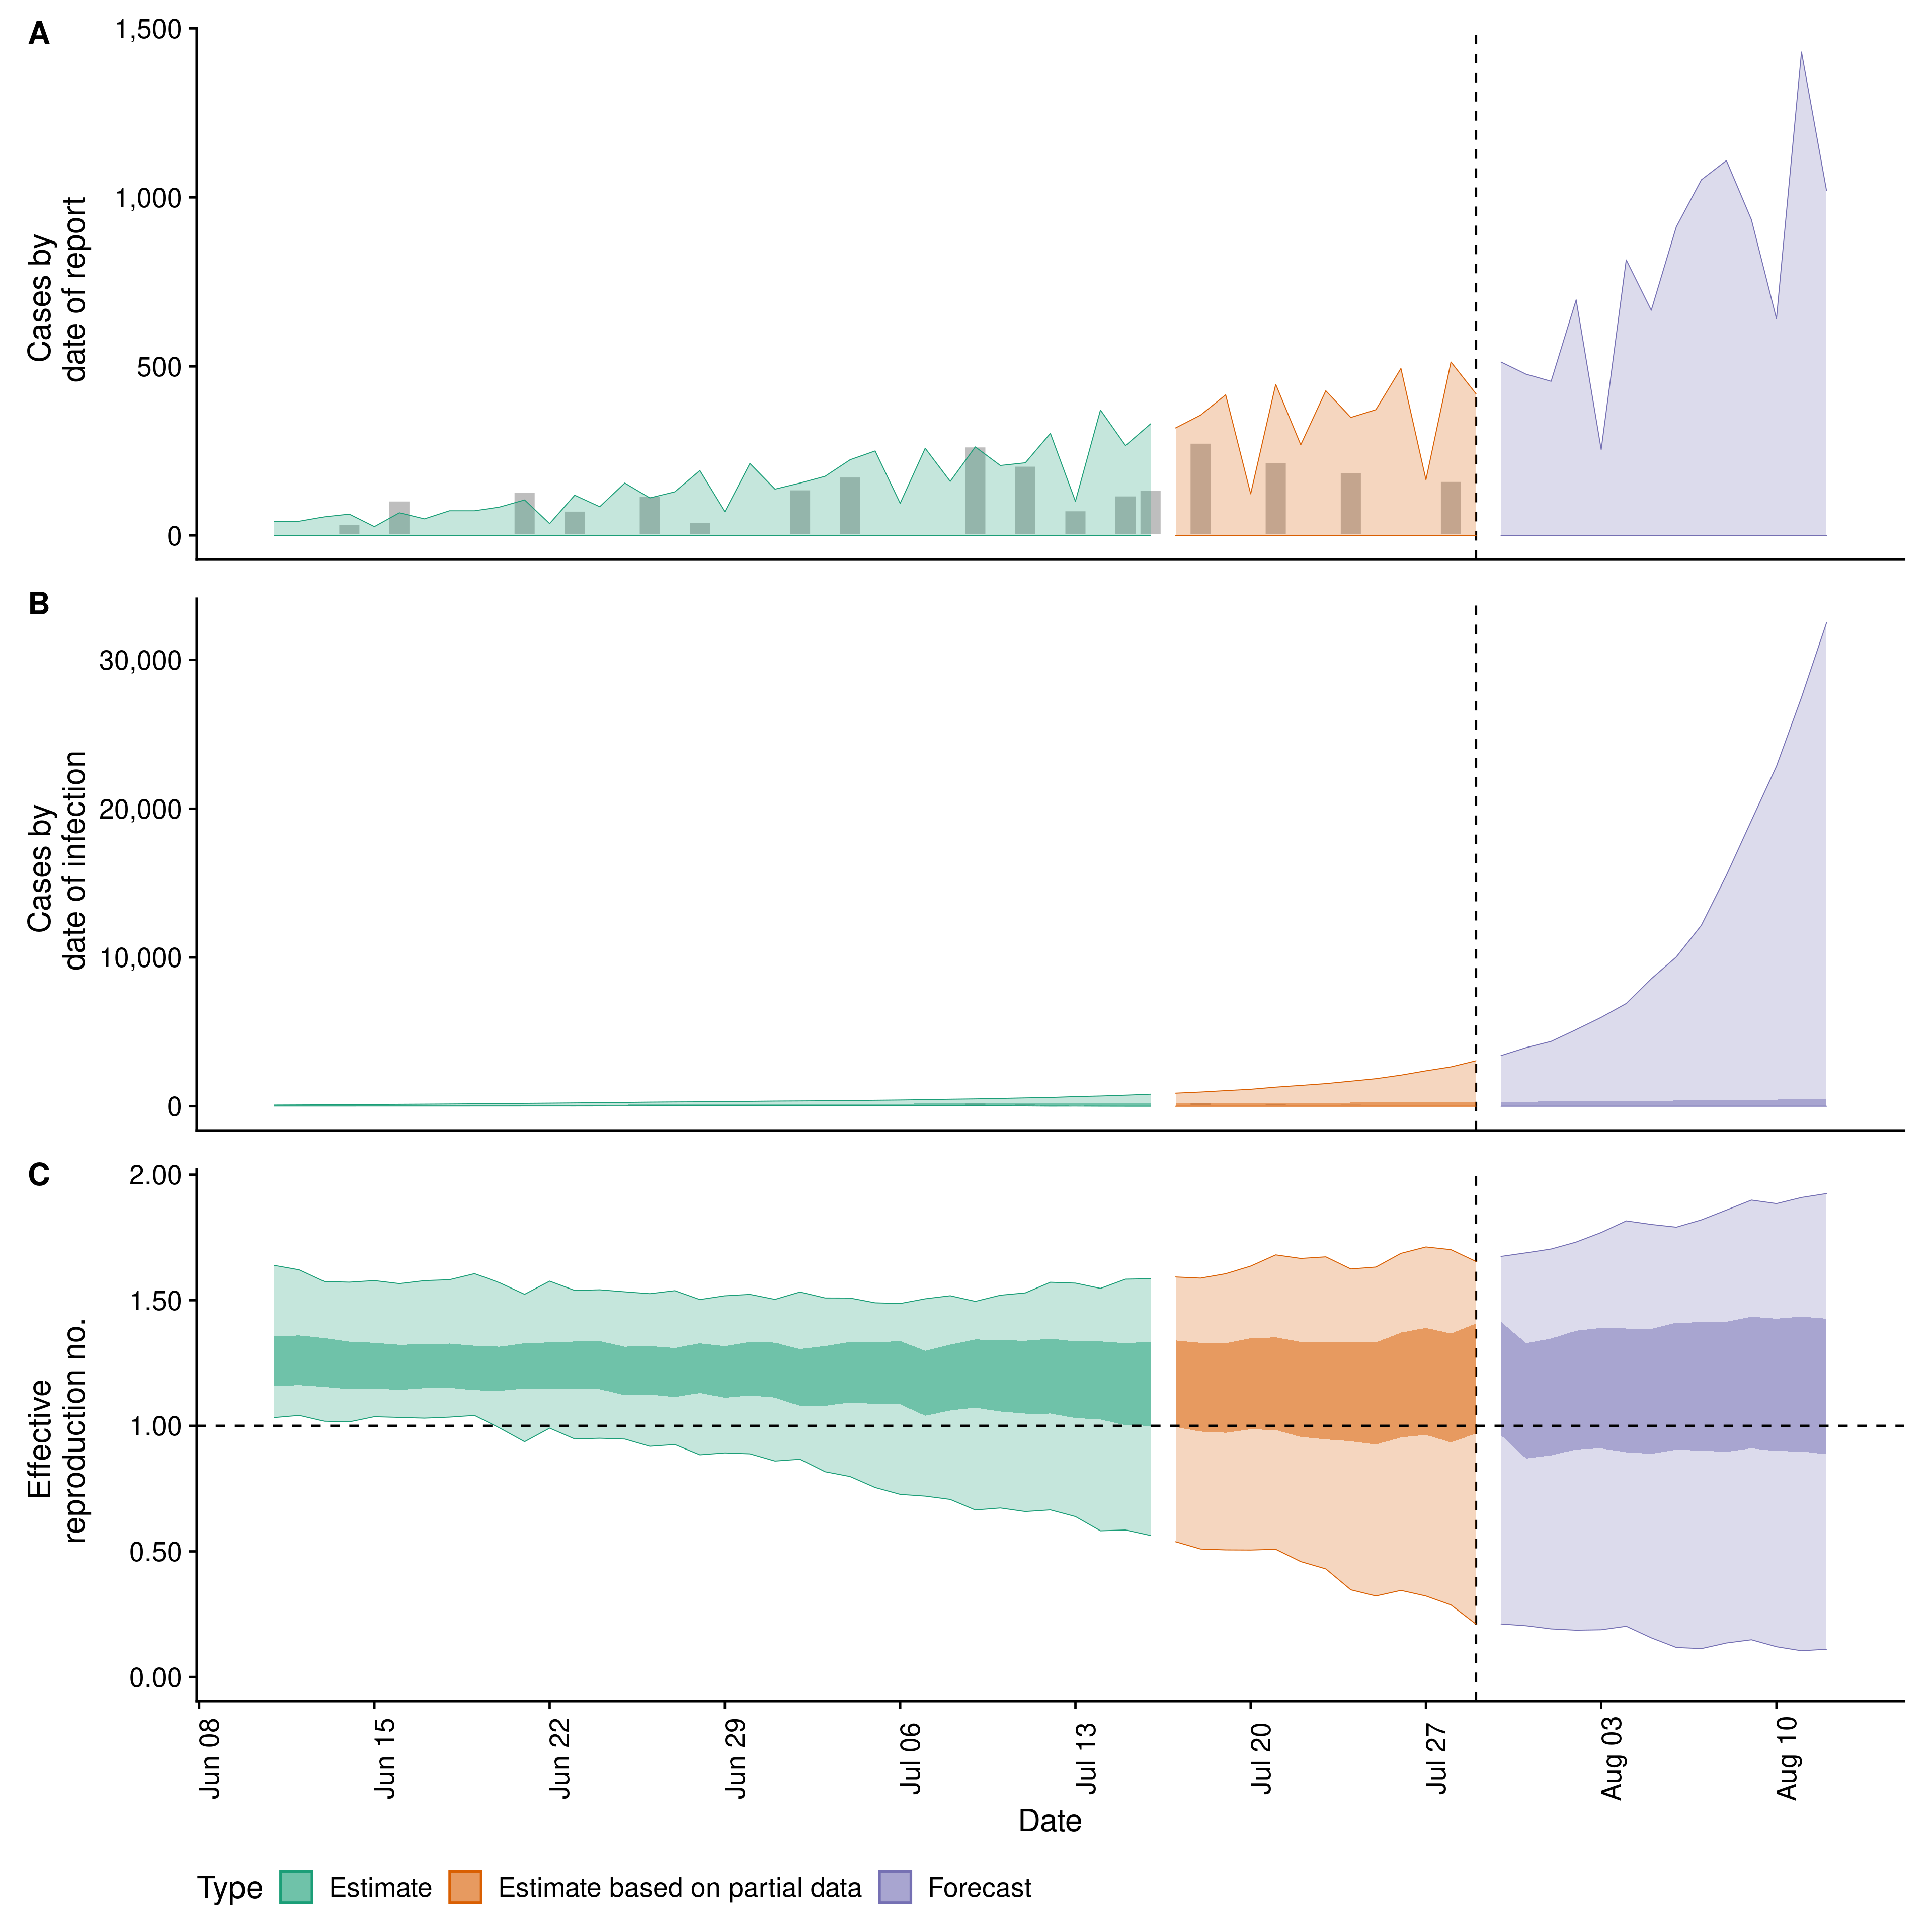 A
1,500
1,000
500
0
Cases by
date of report
B
30,000
20,000
10,000
0
Cases by
date of infection
C
2.00
1.50
1.00
0.50
0.00
Effective
reproduction no.
Jun 08
Jun 15
Jun 22
Jun 29
Jul 06
Jul 13
Jul 20
Jul 27
Aug 03
Aug 10
Date
Type Estimate Estimate based on partial data Forecast